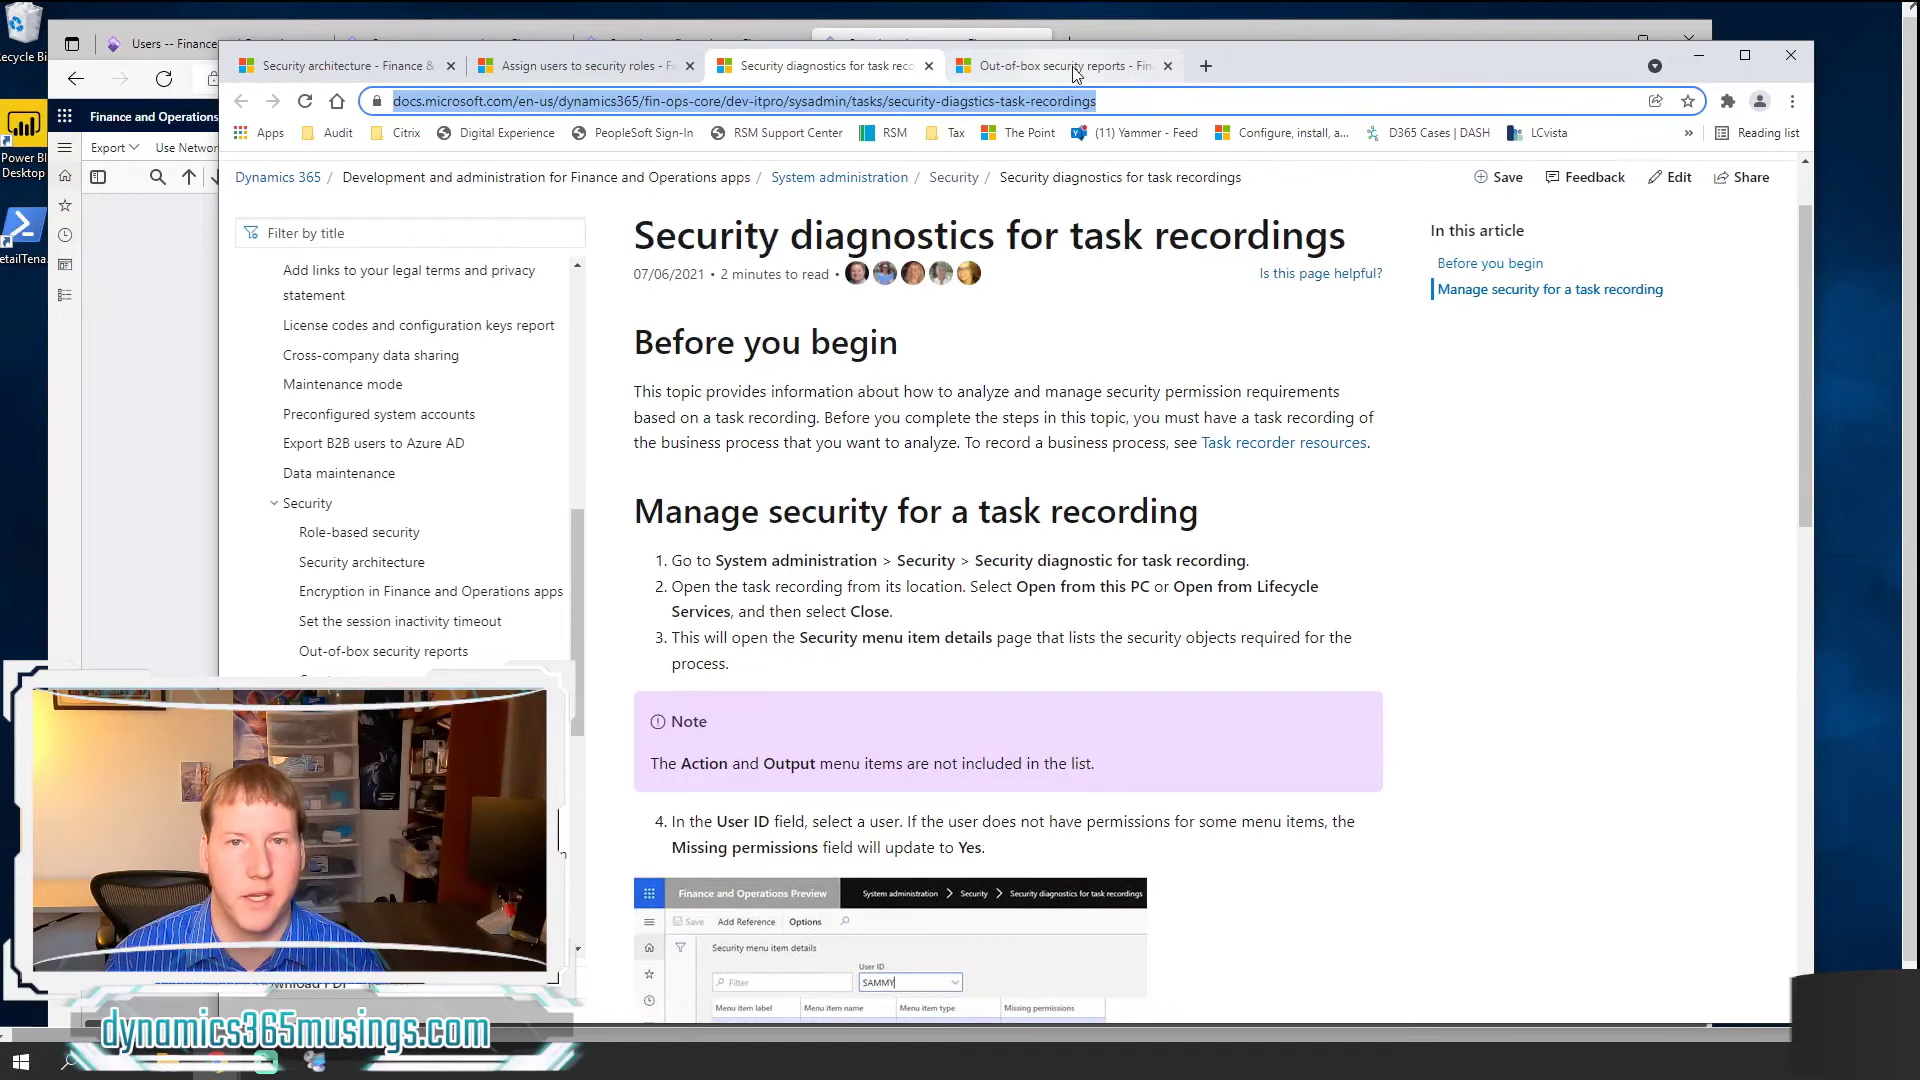 Recycle Bi
Users -- Finance
Security architecture - Finance &
Assign users to security roles - Fi
Security diagnostics for task reco
Out-of-box security reports - Fin
docs.microsoft.com/en-us/dynamics365/fin-ops-core/dev-itpro/sysadmin/tasks/security-diagstics-task-recordings
Finance and Operations
Apps
Audit
Citrix
Digital Experience
PeopleSoft Sign-In
RSM Support Center
RSM
Tax
The Point
(11) Yammer - Feed
Configure, install, a...
D365 Cases | DASH
LCvista
»
Reading list
Power BI
Desktop
Export
Use Networ
Dynamics 365 / Development and administration for Finance and Operations apps / System administration / Security / Security diagnostics for task recordings
Save
Feedback
Edit
Share
etailTena...
Filter by title
Add links to your legal terms and privacy
statement
License codes and configuration keys report
Cross-company data sharing
Maintenance mode
Preconfigured system accounts
Export B2B users to Azure AD
Data maintenance
Security
Role-based security
Security architecture
Encryption in Finance and Operations apps
Set the session inactivity timeout
Out-of-box security reports
Security diagnostics for task recordings
07/06/2021 • 2 minutes to read •
Is this page helpful?
Before you begin
This topic provides information about how to analyze and manage security permission requirements
based on a task recording. Before you complete the steps in this topic, you must have a task recording of
the business process that you want to analyze. To record a business process, see Task recorder resources.
Manage security for a task recording
1. Go to System administration > Security > Security diagnostic for task recording.
2. Open the task recording from its location. Select Open from this PC or Open from Lifecycle
Services, and then select Close.
3. This will open the Security menu item details page that lists the security objects required for the
process.
Note
The Action and Output menu items are not included in the list.
4. In the User ID field, select a user. If the user does not have permissions for some menu items, the
Missing permissions field will update to Yes.
Finance and Operations Preview
System administration > Security > Security diagnostics for task recordings
Save
Add Reference
Options
Security menu item details
User ID
Filter
SAMMY
Menu item label
Menu item name
Menu item type
Missing permissions
In this article
Before you begin
Manage security for a task recording
PDF
dynamics365musings.com